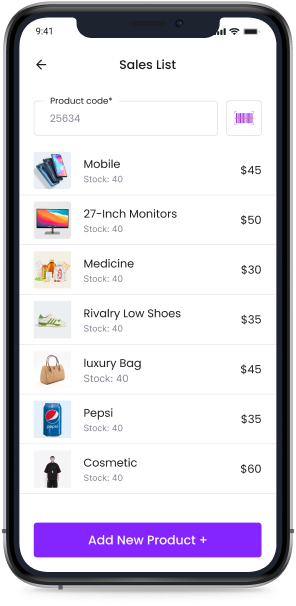 9:41
Sales List
Product code*
25634
Mobile
Stock: 40
$45
27-Inch Monitors
Stock: 40
$50
Medicine
Stock: 40
$30
Rivalry Low Shoes
Stock: 40
$35
luxury Bag
Stock: 40
$45
pepsi
Pepsi
Stock: 40
$35
Cosmetic
Stock: 40
$60
Add New Product +